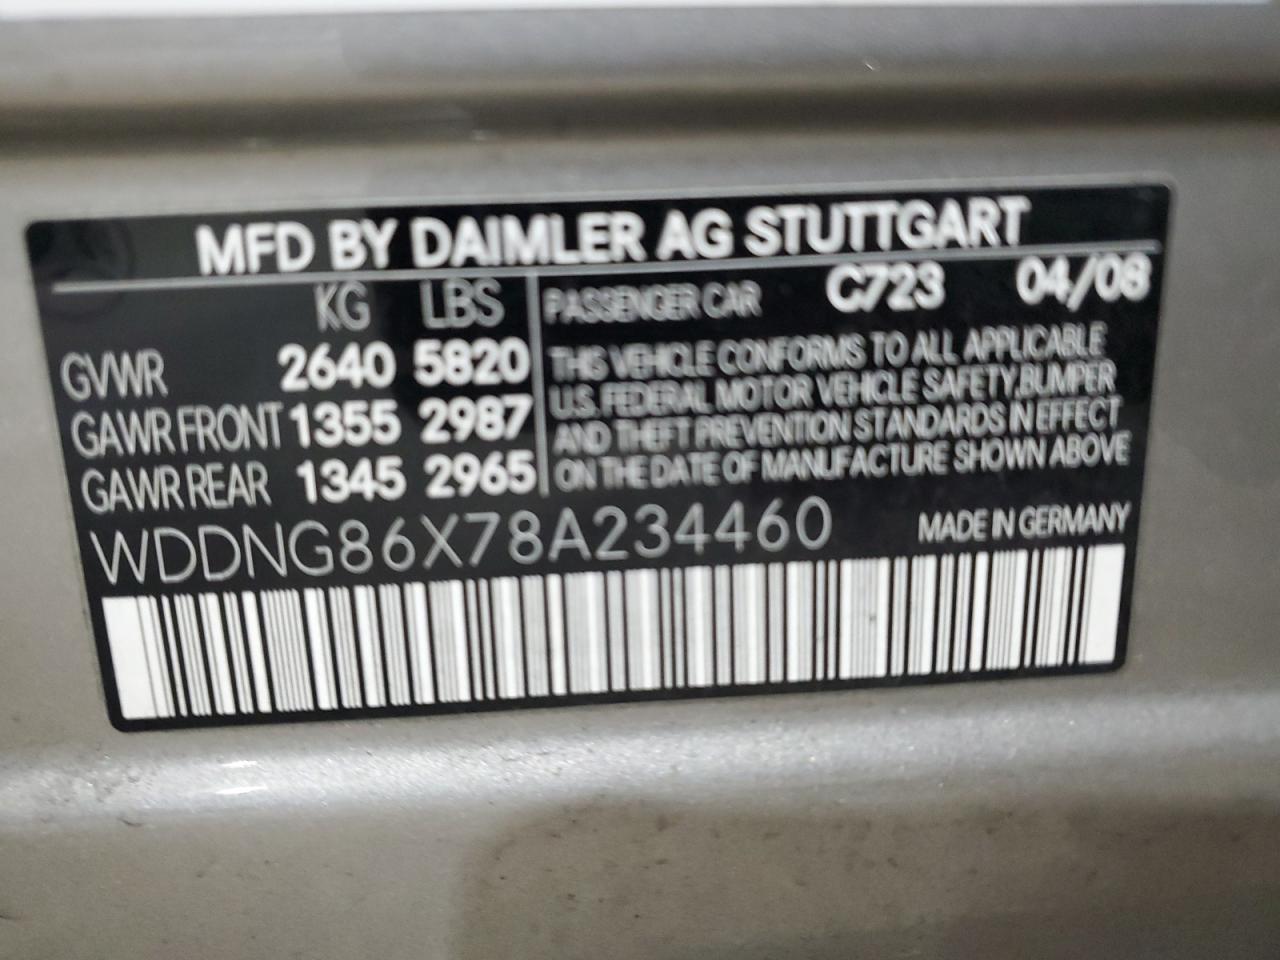 MFD BY DAIMLER AG STUTTGART
KG LBS
GVWR 2640 5820
GAWR FRONT 1355 2987
GAWR REAR 1345 2965
PASSENGER CAR C723 04/08
THIS VEHICLE CONFORMS TO ALL APPLICABLE
U.S. FEDERAL MOTOR VEHICLE SAFETY,BUMPER
AND THEFT PREVENTION STANDARDS IN EFFECT
ON THE DATE OF MANUFACTURE SHOWN ABOVE
WDDNG86X78A234460
MADE IN GERMANY